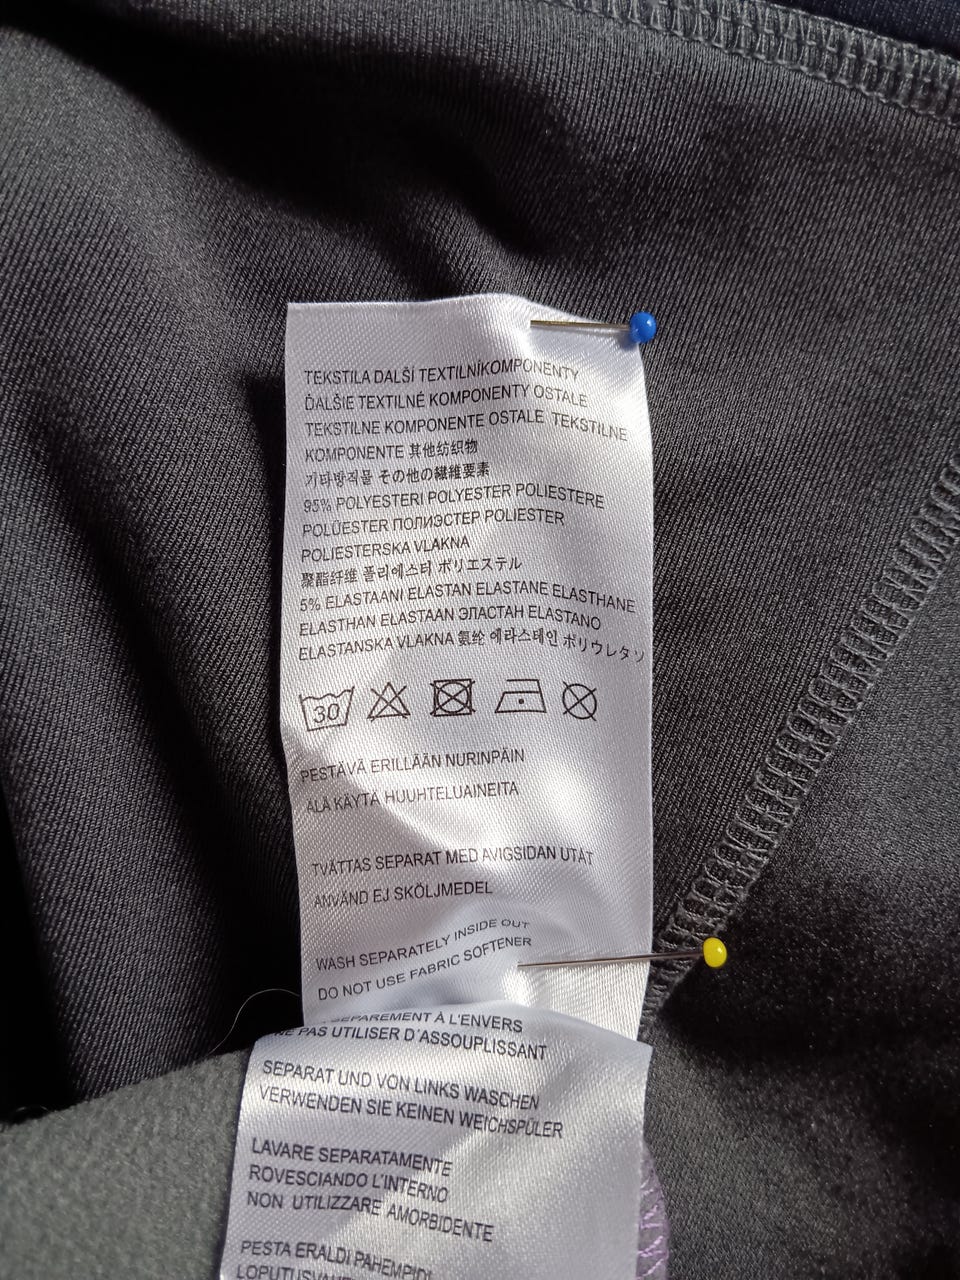 TEKSTILA DALŠÍ TEXTILNÍKOMPONENTY
ĎALŠIE TEXTILNÉ KOMPONENTY OSTALE
TEKSTILNE KOMPONENTE OSTALE TEKSTILNE
KOMPONENTE 其他纺织物
기타방직물 その他の繊維要素
95% POLYESTERI POLYESTER POLIESTERE
POLÜESTER ПОЛИЭСТЕР POLIESTER
POLIESTERSKA VLAKNA
聚酯纤维 폴리에스터 ポリエステル
5% ELASTAANI ELASTAN ELASTANE ELASTHANE
ELASTHAN ELASTAAN ЭЛАСТАН ELASTANO
ELASTANSKA VLAKNA 氨纶 에라스테인 ポリウレタソ
30
PESTÄVÄ ERILLÄÄN NURINPÄIN
ÄLÄ KÄYTÄ HUUHTELUAINEITA
TVÄTTAS SEPARAT MED AVIGSIDAN UTÅT
ANVÄND EJ SKÖLJMEDEL
WASH SEPARATELY INSIDE OUT
DO NOT USE FABRIC SOFTENER
À L'ENVERS
NE PAS UTILISER D´ASSOUPLISSANT
SEPARAT UND VON LINKS WASCHEN
VERWENDEN SIE KEINEN WEICHSPÜLER
LAVARE SEPARATAMENTE
ROVESCIANDO L'INTERNO
NON UTILIZZARE AMORBIDENTE
PESTA ERALDI PAHEMPIDI